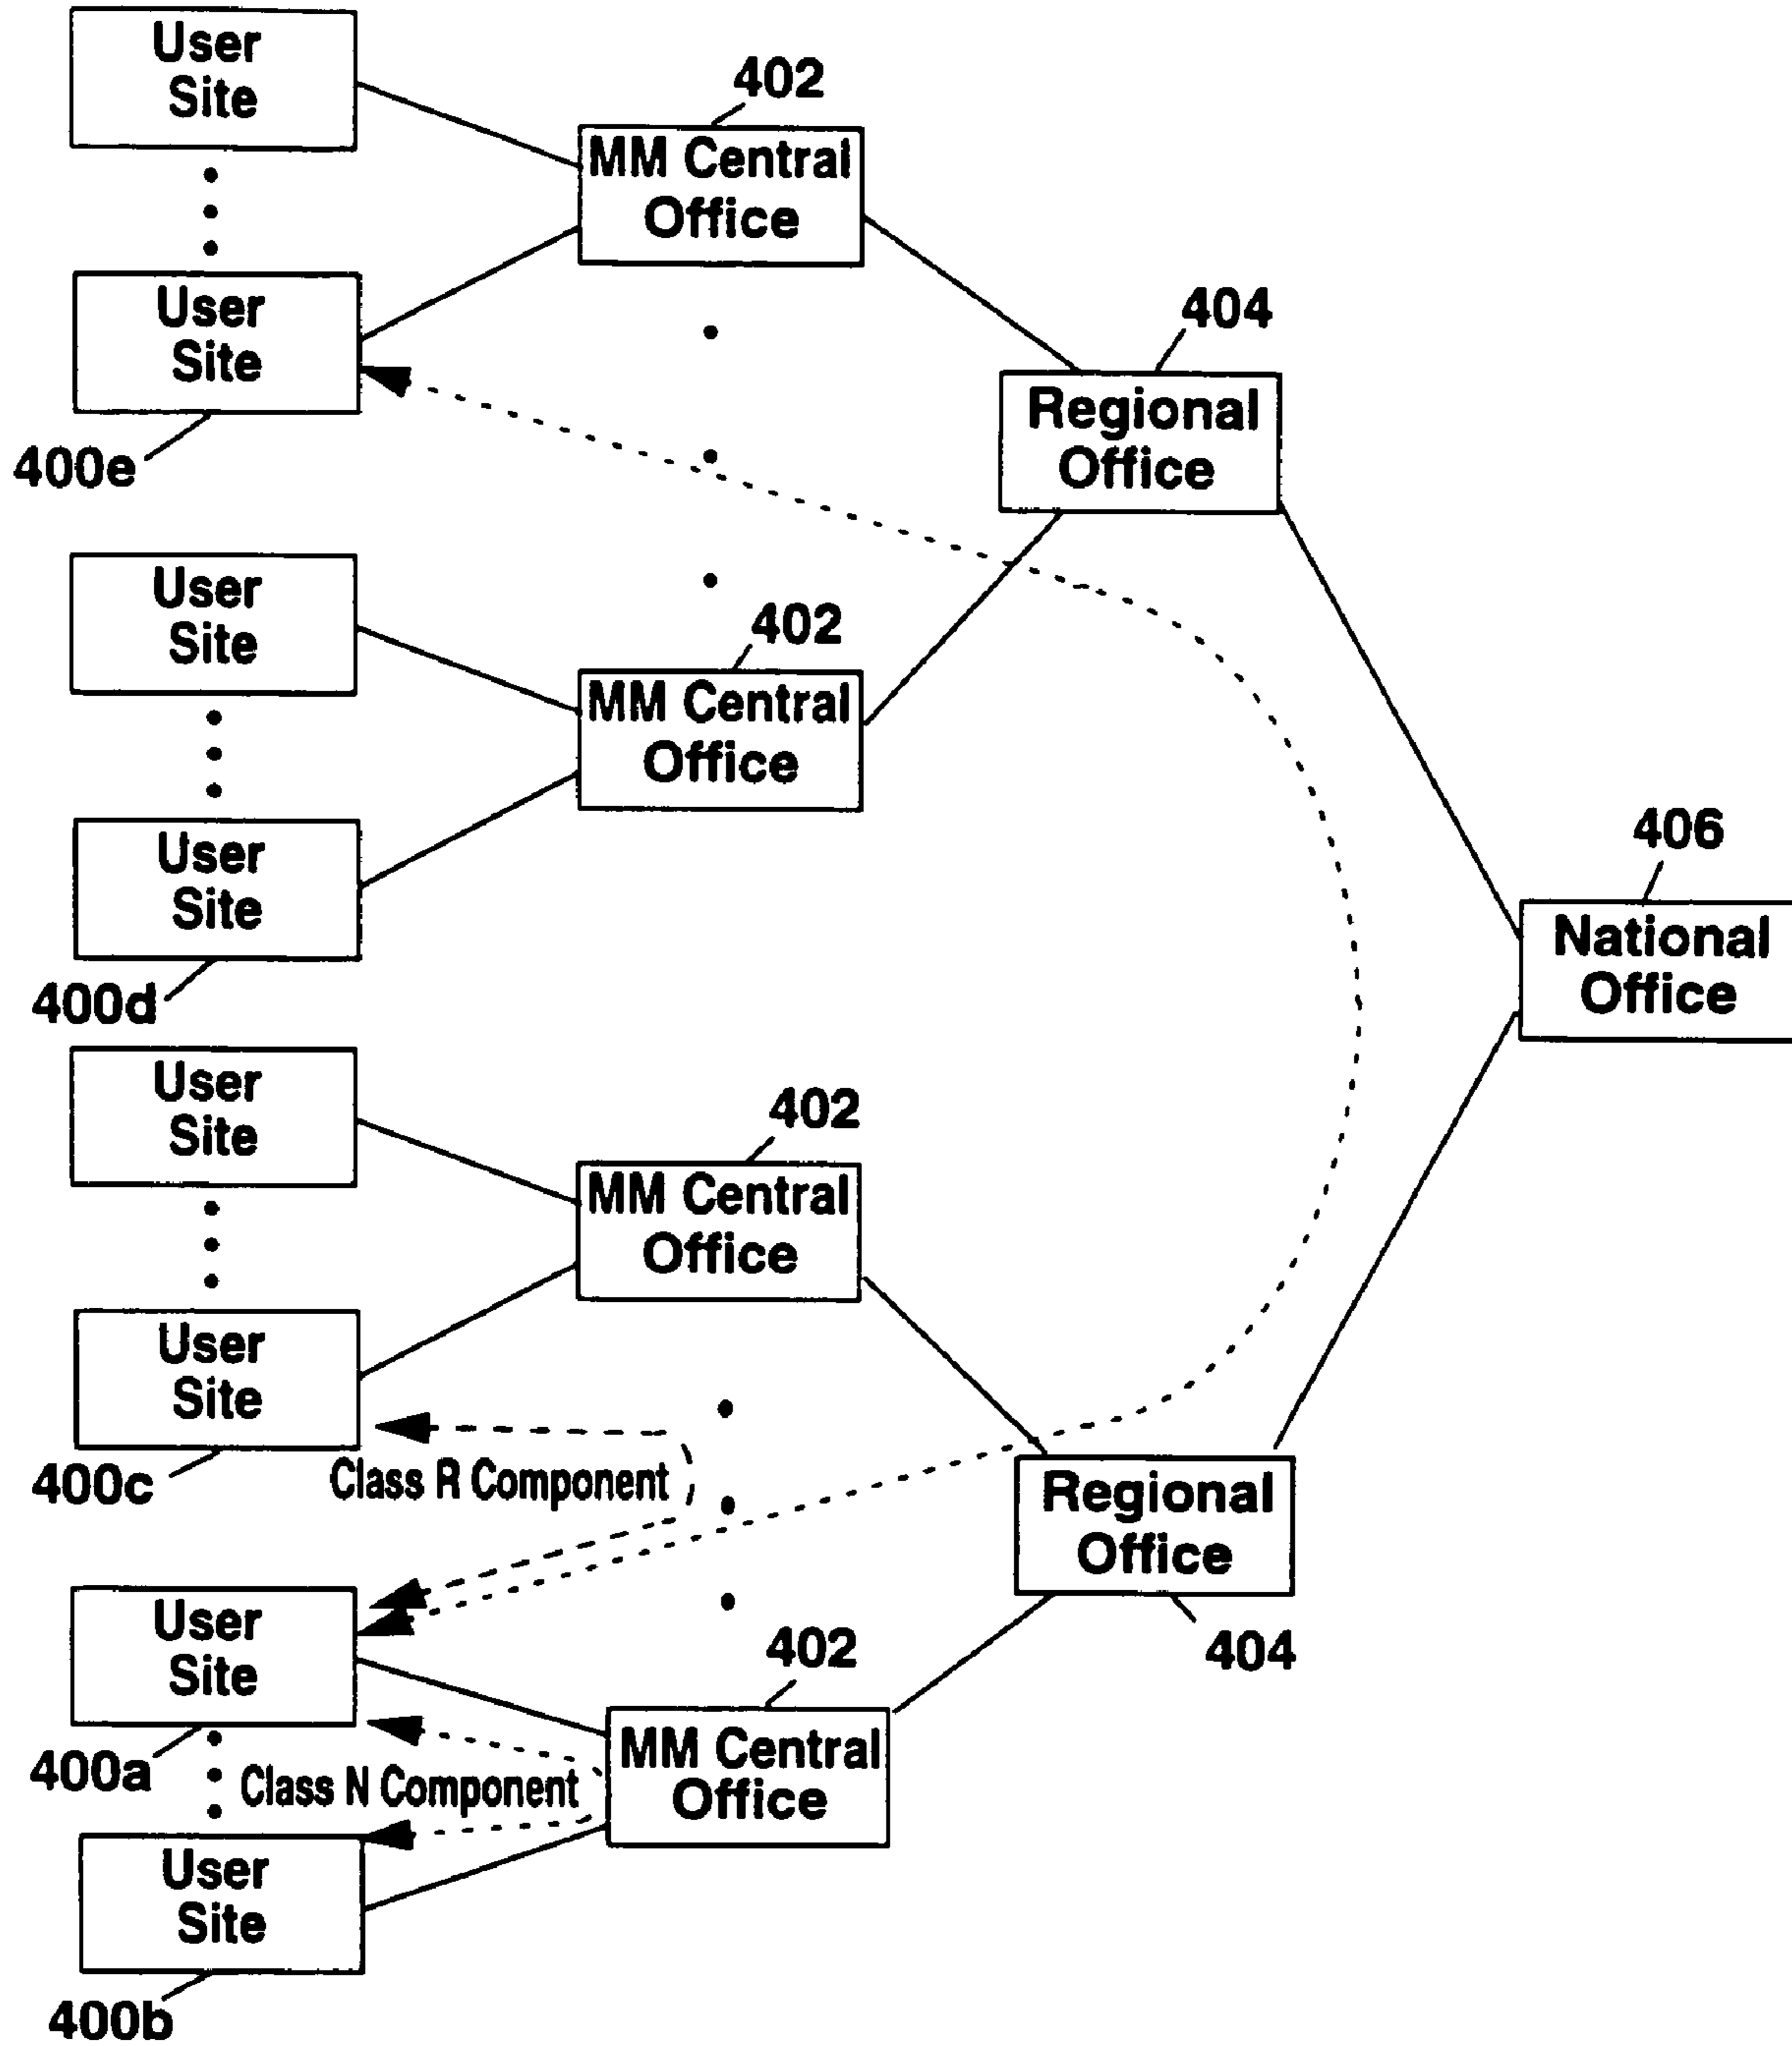 User
Site
402
MM Central
Office
User
Site
400e
404
Regional
Office
User
Site
402
MM Central
Office
User
Site
400d
406
National
Office
User
Site
402
MM Central
Office
User
Site
400c
Class R Component
Regional
Office
404
User
Site
400a
402
MM Central
Office
Class N Component
User
Site
400b